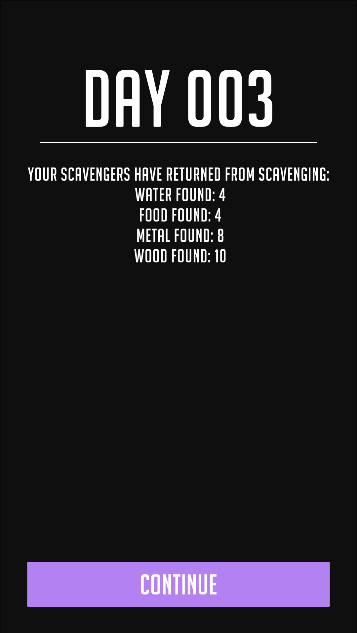 DAY 003
YOUR SCAVENGERS HAVE RETURNED FROM SCAVENGING:
WATER FOUND: 4
FOOD FOUND: 4
METAL FOUND: 8
WOOD FOUND: 10
CONTINUE